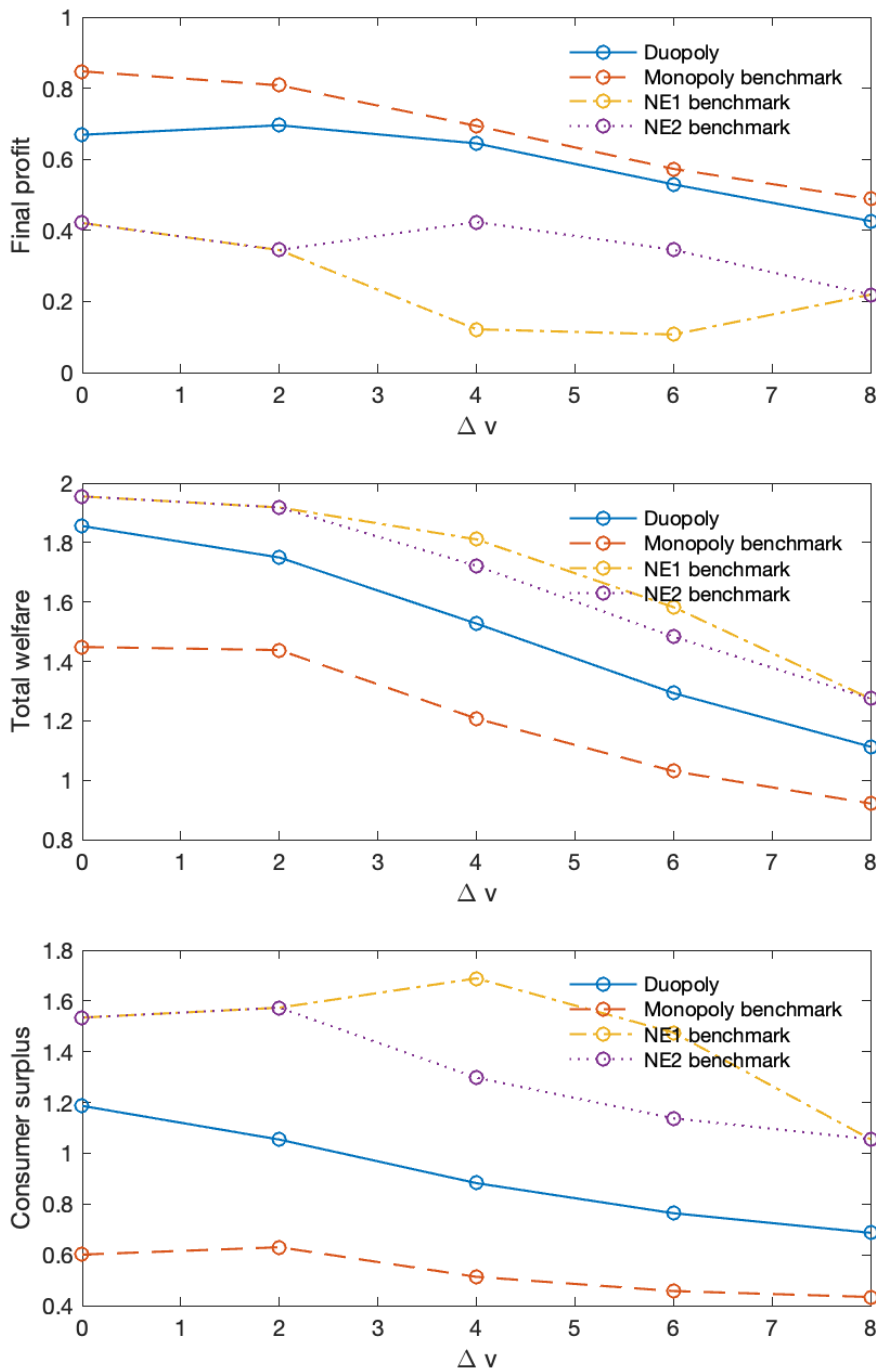 1
0.8
0.6
0.4
0.2
0
Final profit
Duopoly
Monopoly benchmark
NE1 benchmark
NE2 benchmark
0 1 2 3 4 5 6 7 8
Δ v
2
1.8
1.6
1.4
1.2
1
0.8
Total welfare
Duopoly
Monopoly benchmark
NE1 benchmark
NE2 benchmark
0 1 2 3 4 5 6 7 8
Δ v
1.8
1.6
1.4
1.2
1
0.8
0.6
0.4
Consumer surplus
Duopoly
Monopoly benchmark
NE1 benchmark
NE2 benchmark
0 1 2 3 4 5 6 7 8
Δ v